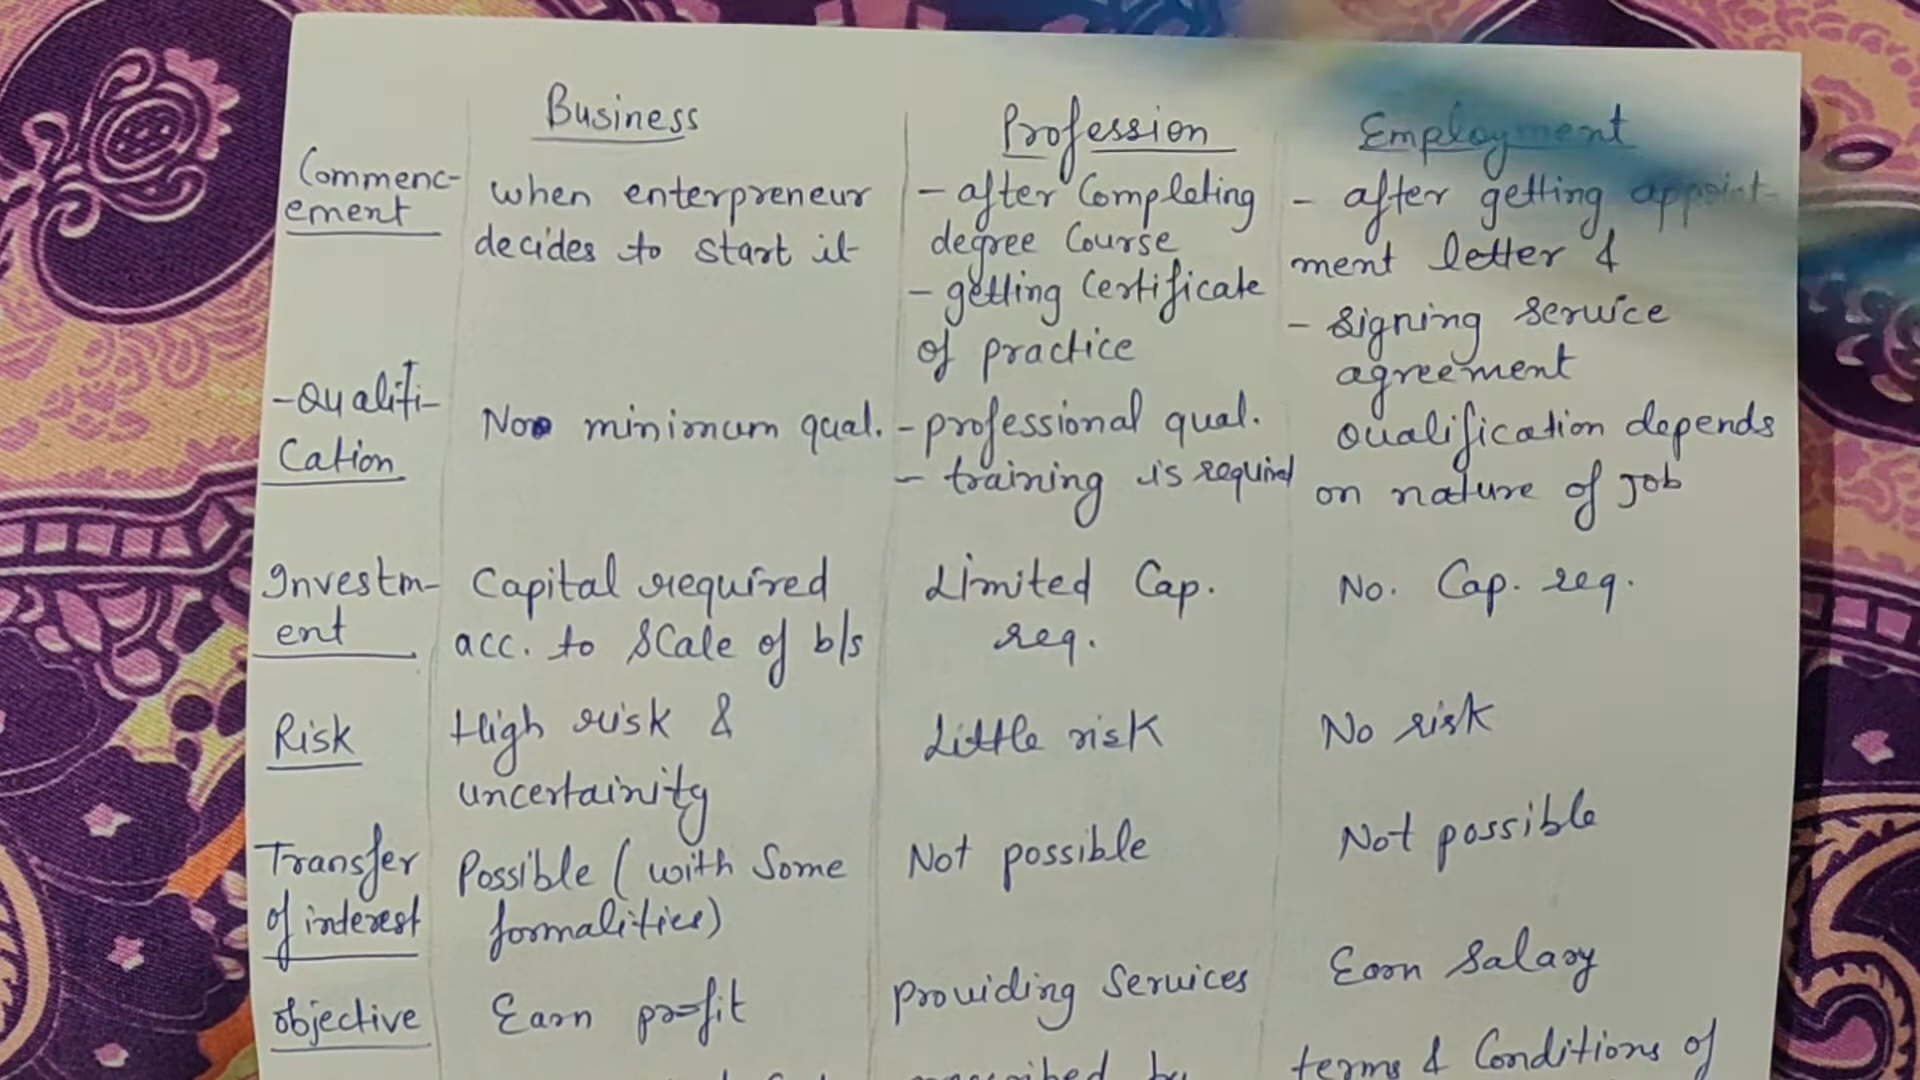 Business
Profession
Employment
Commenc-
ement
when enterpreneur
decides to start it
- after Completing
degree Course
- getting Certificate
of practice
- after getting appoint-
ment letter &
- signing service
agreement
- Qualifi-
Cation
No minimum qual.
- professional qual.
- training is required
Qualification depends
on nature of Job
Investm-
ent
Capital required
acc. to Scale of b/s
Limited Cap.
req.
No. Cap. req.
Risk
High risk &
uncertainity
Little risk
No risk
Transfer
of interest
Possible (with Some
formalities)
Not possible
Not possible
objective
Earn profit
Providing Services
Earn Salary
terms & Conditions of